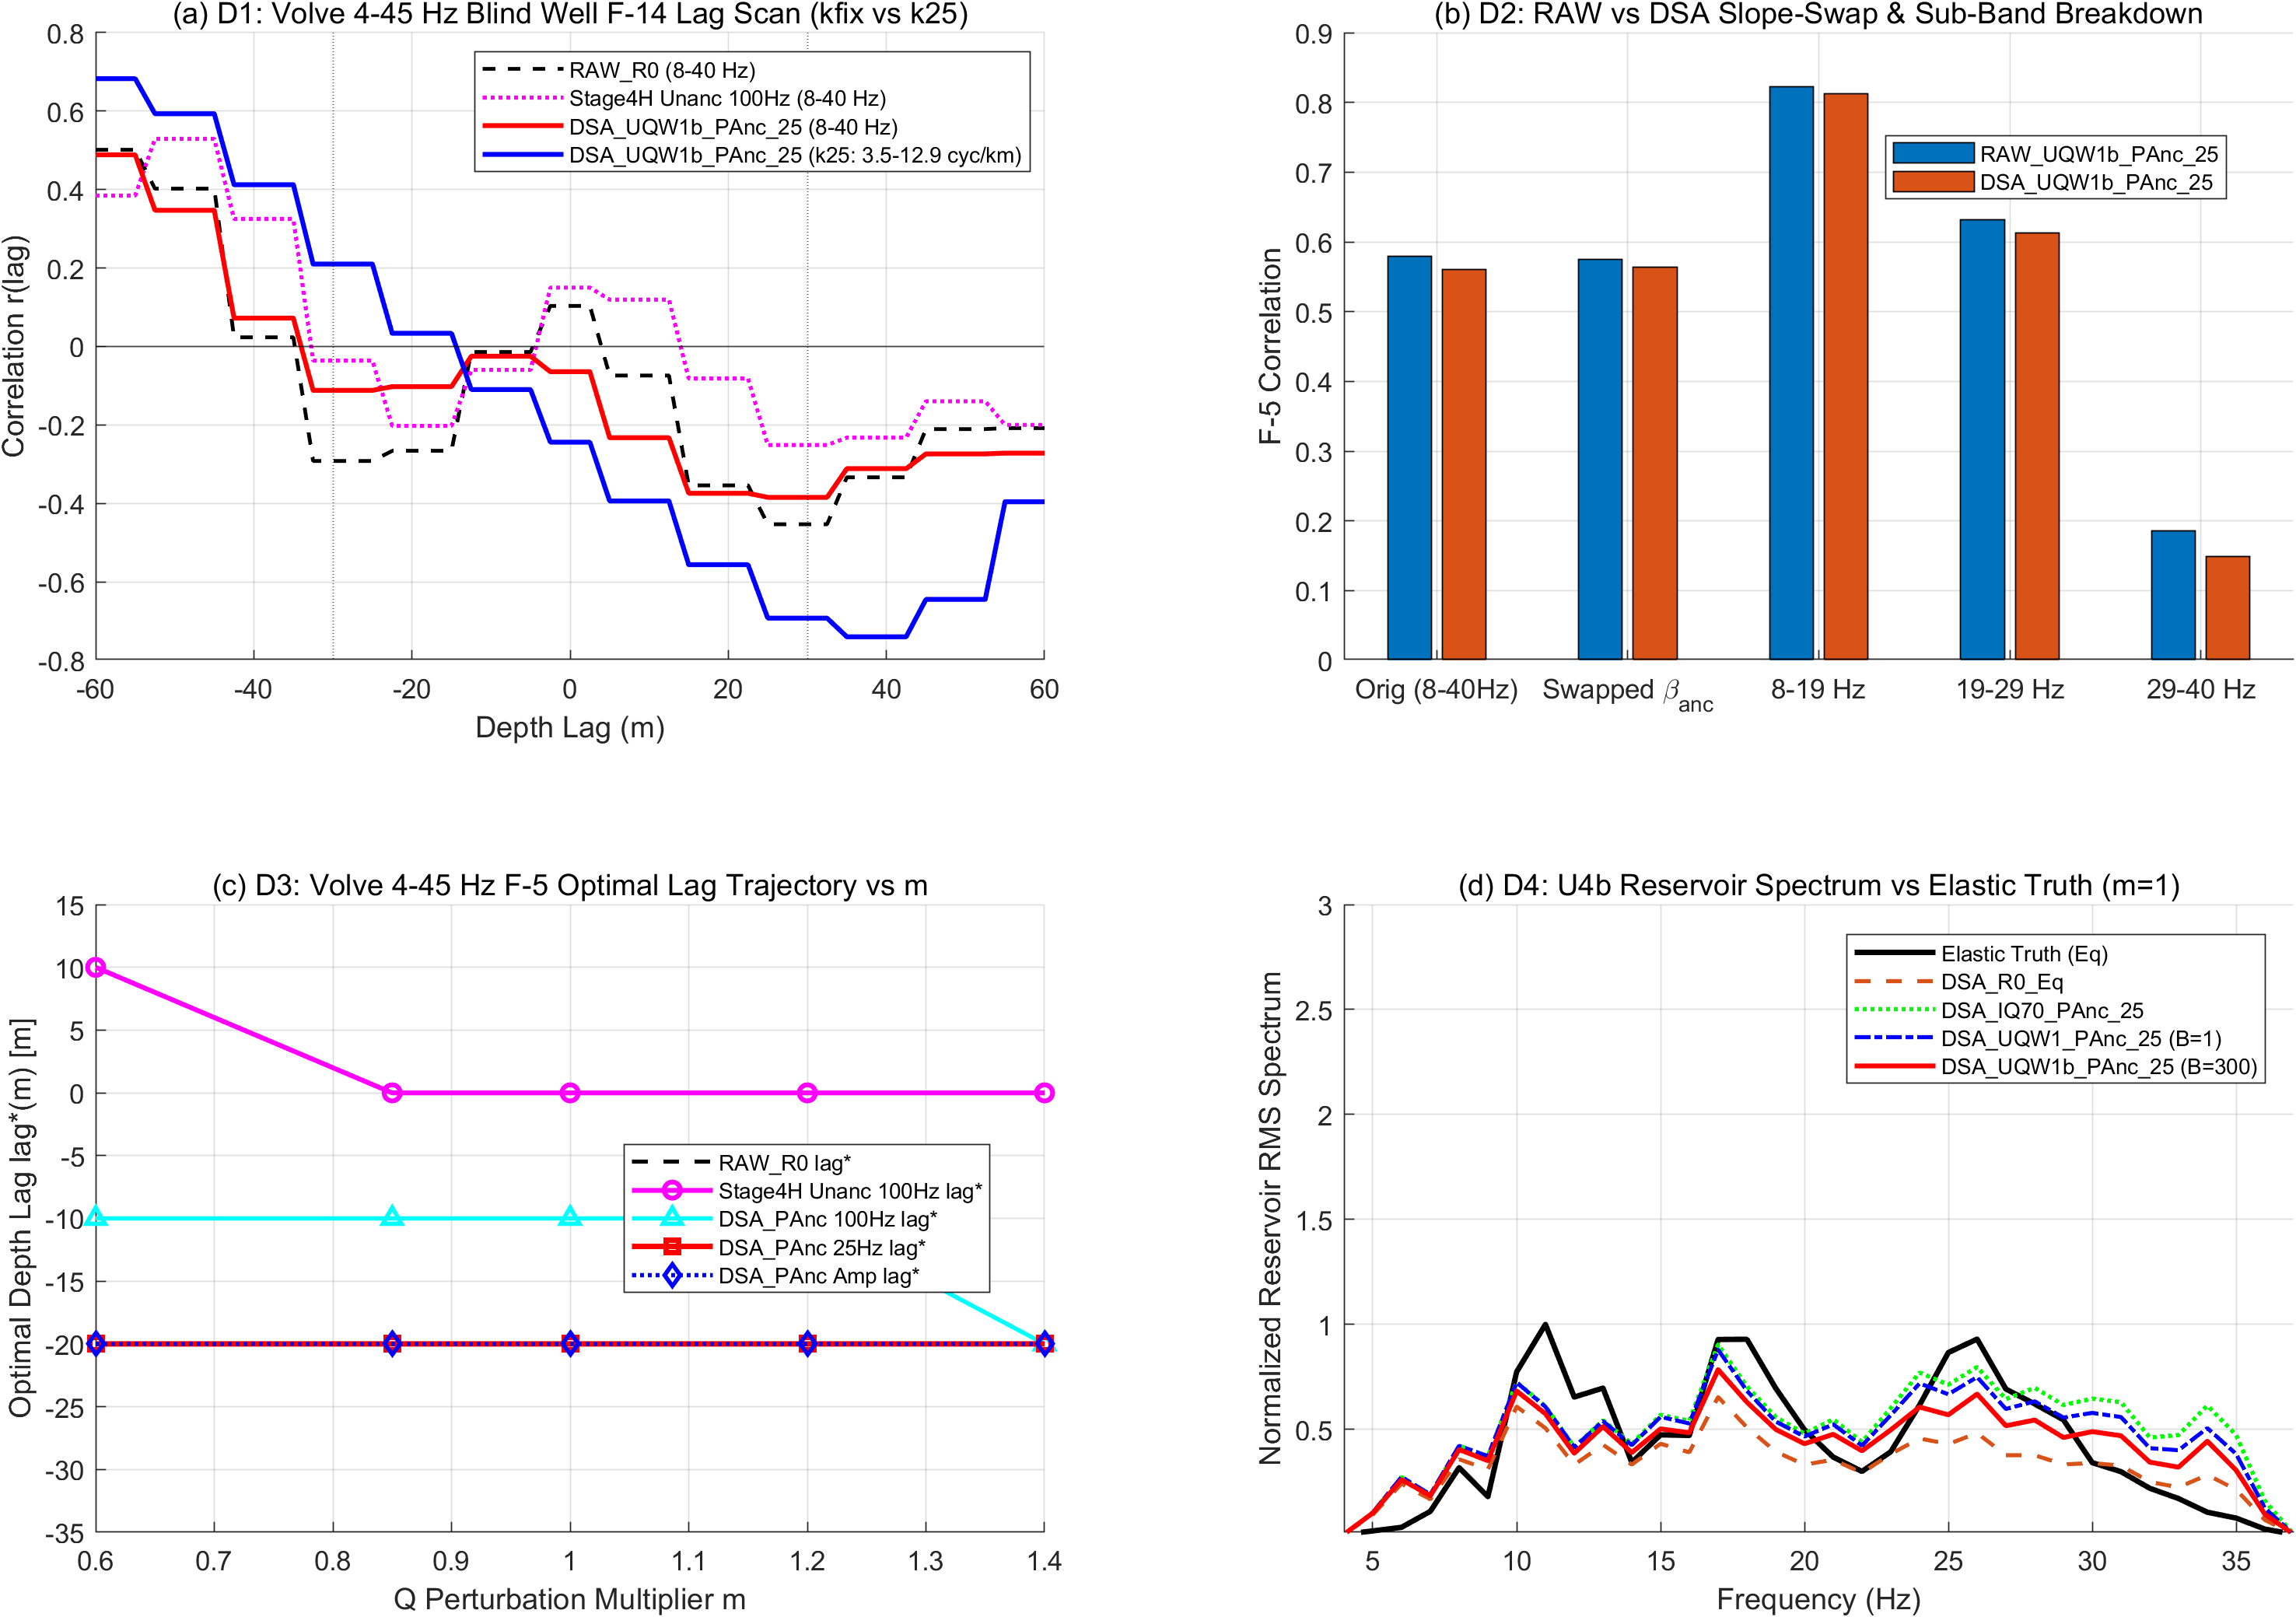 (a) D1: Volve 4-45 Hz Blind Well F-14 Lag Scan (kfix vs k25)
Correlation r(lag)
0.8
0.6
0.4
0.2
0
-0.2
-0.4
-0.6
-0.8
RAW_R0 (8-40 Hz)
Stage4H Unanc 100Hz (8-40 Hz)
DSA_UQW1b_PAnc_25 (8-40 Hz)
DSA_UQW1b_PAnc_25 (k25: 3.5-12.9 cyc/km)
-60
-40
-20
0
20
40
60
Depth Lag (m)
(b) D2: RAW vs DSA Slope-Swap & Sub-Band Breakdown
F-5 Correlation
0.9
0.8
0.7
0.6
0.5
0.4
0.3
0.2
0.1
0
RAW_UQW1b_PAnc_25
DSA_UQW1b_PAnc_25
Orig (8-40Hz)
Swapped βanc
8-19 Hz
19-29 Hz
29-40 Hz
(c) D3: Volve 4-45 Hz F-5 Optimal Lag Trajectory vs m
Optimal Depth Lag lag*(m) [m]
15
10
5
0
-5
-10
-15
-20
-25
-30
-35
RAW_R0 lag*
Stage4H Unanc 100Hz lag*
DSA_PAnc 100Hz lag*
DSA_PAnc 25Hz lag*
DSA_PAnc Amp lag*
0.6
0.7
0.8
0.9
1
1.1
1.2
1.3
1.4
Q Perturbation Multiplier m
(d) D4: U4b Reservoir Spectrum vs Elastic Truth (m=1)
Normalized Reservoir RMS Spectrum
3
2.5
2
1.5
1
0.5
Elastic Truth (Eq)
DSA_R0_Eq
DSA_IQ70_PAnc_25
DSA_UQW1_PAnc_25 (B=1)
DSA_UQW1b_PAnc_25 (B=300)
5
10
15
20
25
30
35
Frequency (Hz)